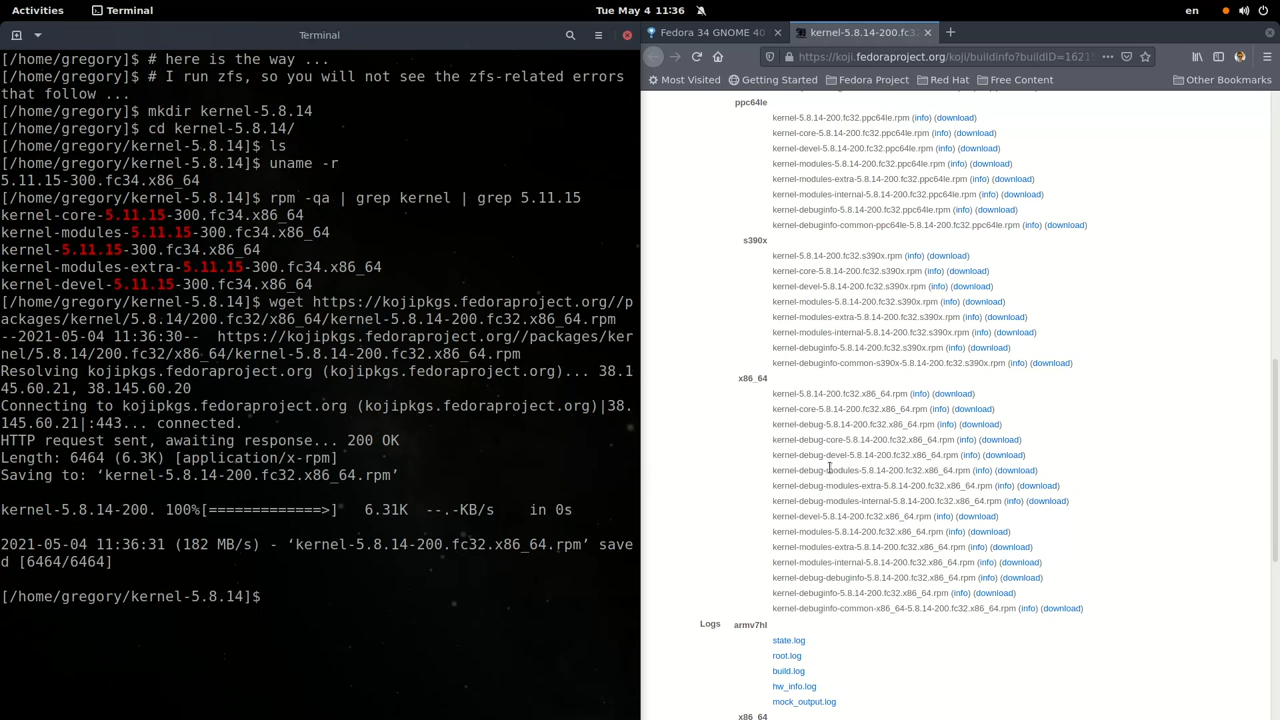 Activities
Terminal
Tue May 4 11:36
en
Terminal
[/home/gregory]$ # here is the way ...
[/home/gregory]$ # I run zfs, so you will not see the zfs-related errors
that follow ...
[/home/gregory]$ mkdir kernel-5.8.14
[/home/gregory]$ cd kernel-5.8.14/
[/home/gregory/kernel-5.8.14]$ ls
[/home/gregory/kernel-5.8.14]$ uname -r
5.11.15-300.fc34.x86_64
[/home/gregory/kernel-5.8.14]$ rpm -qa | grep kernel | grep 5.11.15
kernel-core-5.11.15-300.fc34.x86_64
kernel-modules-5.11.15-300.fc34.x86_64
kernel-5.11.15-300.fc34.x86_64
kernel-modules-extra-5.11.15-300.fc34.x86_64
kernel-devel-5.11.15-300.fc34.x86_64
[/home/gregory/kernel-5.8.14]$ wget https://kojipkgs.fedoraproject.org//p
ackages/kernel/5.8.14/200.fc32/x86_64/kernel-5.8.14-200.fc32.x86_64.rpm
--2021-05-04 11:36:30--  https://kojipkgs.fedoraproject.org//packages/ker
nel/5.8.14/200.fc32/x86_64/kernel-5.8.14-200.fc32.x86_64.rpm
Resolving kojipkgs.fedoraproject.org (kojipkgs.fedoraproject.org)... 38.1
45.60.21, 38.145.60.20
Connecting to kojipkgs.fedoraproject.org (kojipkgs.fedoraproject.org)|38.
145.60.21|:443... connected.
HTTP request sent, awaiting response... 200 OK
Length: 6464 (6.3K) [application/x-rpm]
Saving to: ‘kernel-5.8.14-200.fc32.x86_64.rpm’
kernel-5.8.14-200. 100%[=============>]   6.31K  --.-KB/s    in 0s
2021-05-04 11:36:31 (182 MB/s) - ‘kernel-5.8.14-200.fc32.x86_64.rpm’ save
d [6464/6464]
[/home/gregory/kernel-5.8.14]$
Fedora 34 GNOME 40
kernel-5.8.14-200.fc32
https://koji.fedoraproject.org/koji/buildinfo?buildID=1621
Most Visited
Getting Started
Fedora Project
Red Hat
Conferences
Other Bookmarks
ppc64le
kernel-5.8.14-200.fc32.ppc64le.rpm (info) (download)
kernel-core-5.8.14-200.fc32.ppc64le.rpm (info) (download)
kernel-devel-5.8.14-200.fc32.ppc64le.rpm (info) (download)
kernel-modules-5.8.14-200.fc32.ppc64le.rpm (info) (download)
kernel-modules-extra-5.8.14-200.fc32.ppc64le.rpm (info) (download)
kernel-modules-internal-5.8.14-200.fc32.ppc64le.rpm (info) (download)
kernel-debuginfo-5.8.14-200.fc32.ppc64le.rpm (info) (download)
kernel-debuginfo-common-ppc64le-5.8.14-200.fc32.ppc64le.rpm (info) (download)
s390x
kernel-5.8.14-200.fc32.s390x.rpm (info) (download)
kernel-core-5.8.14-200.fc32.s390x.rpm (info) (download)
kernel-devel-5.8.14-200.fc32.s390x.rpm (info) (download)
kernel-modules-5.8.14-200.fc32.s390x.rpm (info) (download)
kernel-modules-extra-5.8.14-200.fc32.s390x.rpm (info) (download)
kernel-modules-internal-5.8.14-200.fc32.s390x.rpm (info) (download)
kernel-debuginfo-5.8.14-200.fc32.s390x.rpm (info) (download)
kernel-debuginfo-common-s390x-5.8.14-200.fc32.s390x.rpm (info) (download)
x86_64
kernel-5.8.14-200.fc32.x86_64.rpm (info) (download)
kernel-core-5.8.14-200.fc32.x86_64.rpm (info) (download)
kernel-debug-5.8.14-200.fc32.x86_64.rpm (info) (download)
kernel-debug-core-5.8.14-200.fc32.x86_64.rpm (info) (download)
kernel-debug-devel-5.8.14-200.fc32.x86_64.rpm (info) (download)
kernel-debug-modules-5.8.14-200.fc32.x86_64.rpm (info) (download)
kernel-debug-modules-extra-5.8.14-200.fc32.x86_64.rpm (info) (download)
kernel-debug-modules-internal-5.8.14-200.fc32.x86_64.rpm (info) (download)
kernel-devel-5.8.14-200.fc32.x86_64.rpm (info) (download)
kernel-modules-5.8.14-200.fc32.x86_64.rpm (info) (download)
kernel-modules-extra-5.8.14-200.fc32.x86_64.rpm (info) (download)
kernel-modules-internal-5.8.14-200.fc32.x86_64.rpm (info) (download)
kernel-debug-debuginfo-5.8.14-200.fc32.x86_64.rpm (info) (download)
kernel-debuginfo-5.8.14-200.fc32.x86_64.rpm (info) (download)
kernel-debuginfo-common-x86_64-5.8.14-200.fc32.x86_64.rpm (info) (download)
Logs
armv7hl
state.log
root.log
build.log
hw_info.log
mock_output.log
x86_64